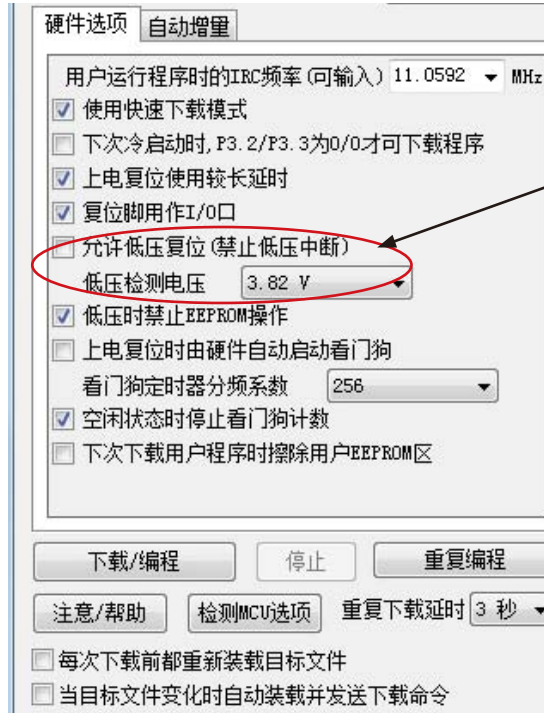 硬件选项 自动增量
用户运行程序时的IRC频率(可输入) 11.0592 MHz
使用快速下载模式
下次冷启动时,P3.2/P3.3为0/0才可下载程序
上电复位使用较长延时
复位脚用作I/O口
允许低压复位(禁止低压中断)
低压检测电压 3.82 V
低压时禁止EEPROM操作
上电复位时由硬件自动启动看门狗
看门狗定时器分频系数 256
空闲状态时停止看门狗计数
下次下载用户程序时擦除用户EEPROM区
下载/编程 停止 重复编程
注意/帮助 检测MCU选项 重复下载延时 3 秒
每次下载前都重新装载目标文件
当目标文件变化时自动装载并发送下载命令